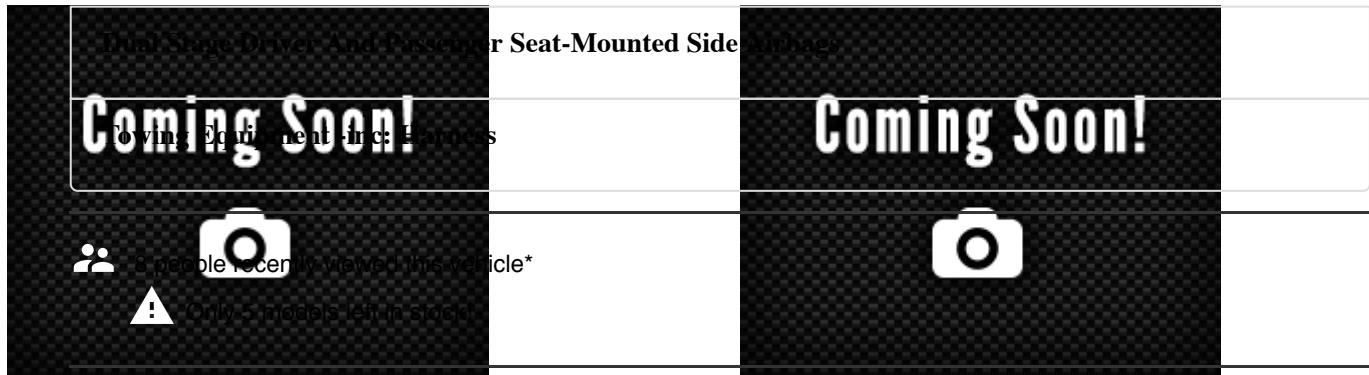 Dual Stage Driver And Passenger Seat-Mounted Side Airbags
Coming Soon! Coming Soon!
Towing Equipment -inc: Harness
8 people recently viewed this vehicle*
Only 5 models left in stock!